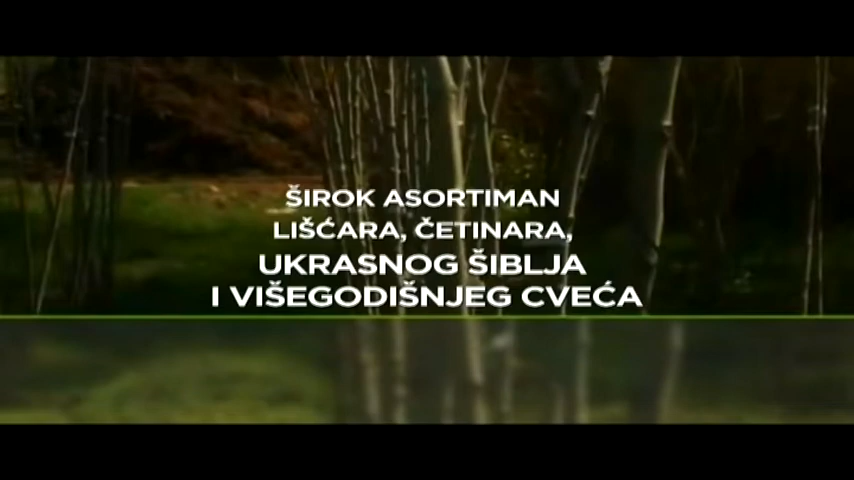 ŠIROK ASORTIMAN
LIŠĆARA, ČETINARA,
UKRASNOG ŠIBLJA
I VIŠEGODIŠNJEG CVEĆA